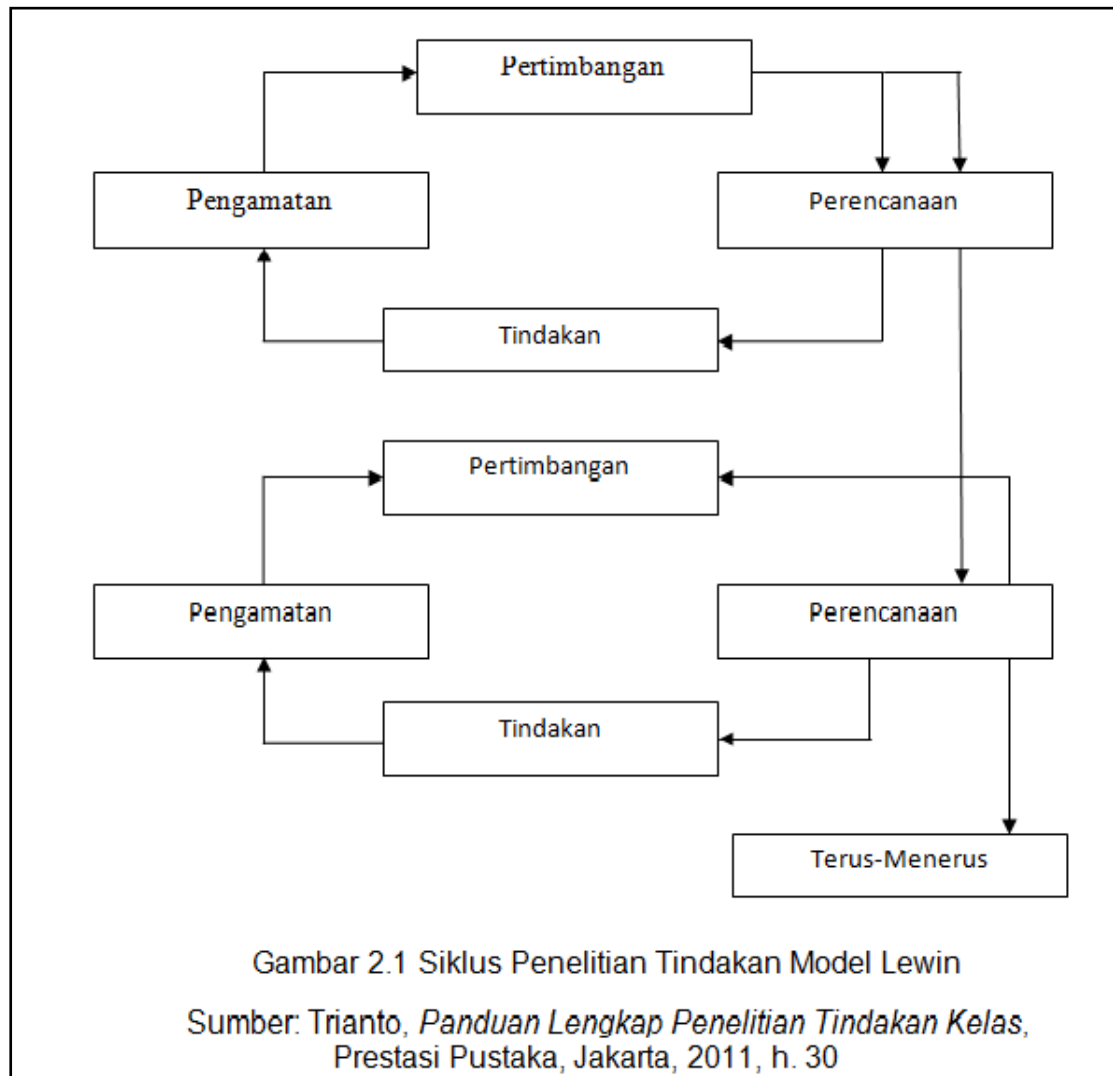 Pertimbangan
Pengamatan
Perencanaan
Tindakan
Pertimbangan
Pengamatan
Perencanaan
Tindakan
Terus-Menerus
Gambar 2.1 Siklus Penelitian Tindakan Model Lewin
Sumber: Trianto, Panduan Lengkap Penelitian Tindakan Kelas,
Prestasi Pustaka, Jakarta, 2011, h. 30